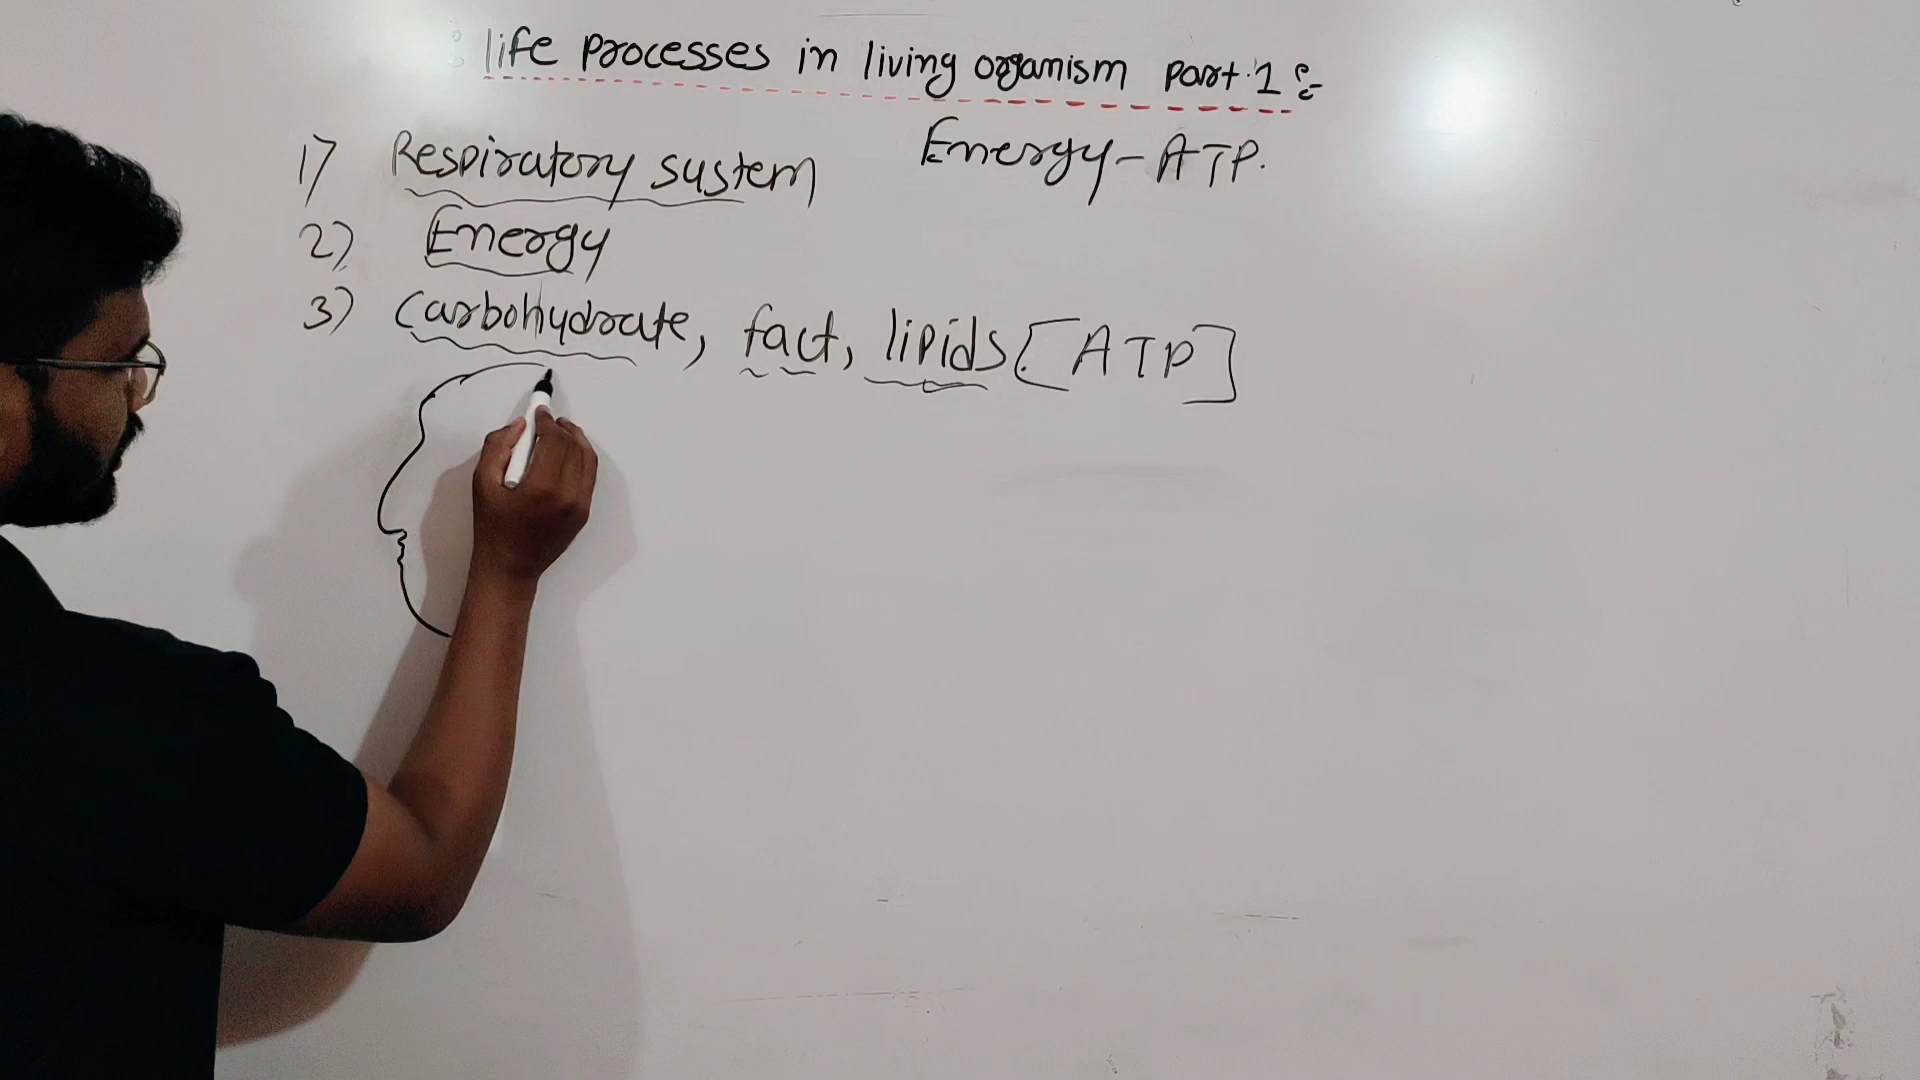 life processes in living organism part.1 :-
1) Respiratory system Energy-ATP.
2) Energy
3) Carbohydrate, fact, lipids [ATP]